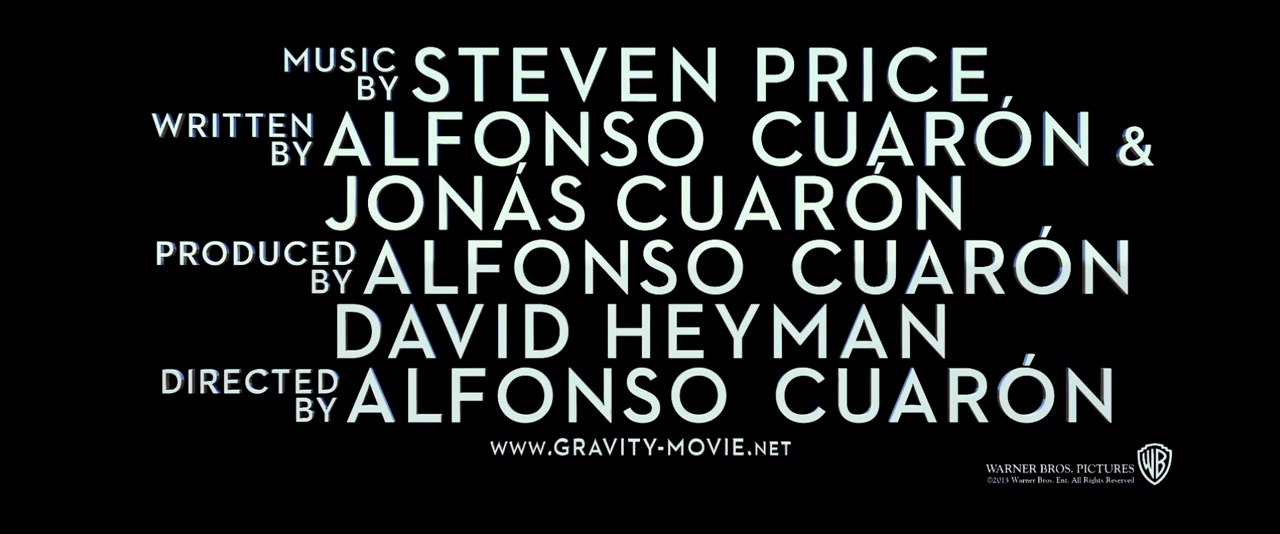 MUSIC BY STEVEN PRICE
WRITTEN BY ALFONSO CUARÓN &
JONÁS CUARÓN
PRODUCED BY ALFONSO CUARÓN
DAVID HEYMAN
DIRECTED BY ALFONSO CUARÓN
WWW.GRAVITY-MOVIE.NET
WARNER BROS. PICTURES
©2013 Warner Bros. Ent. All Rights Reserved
WB